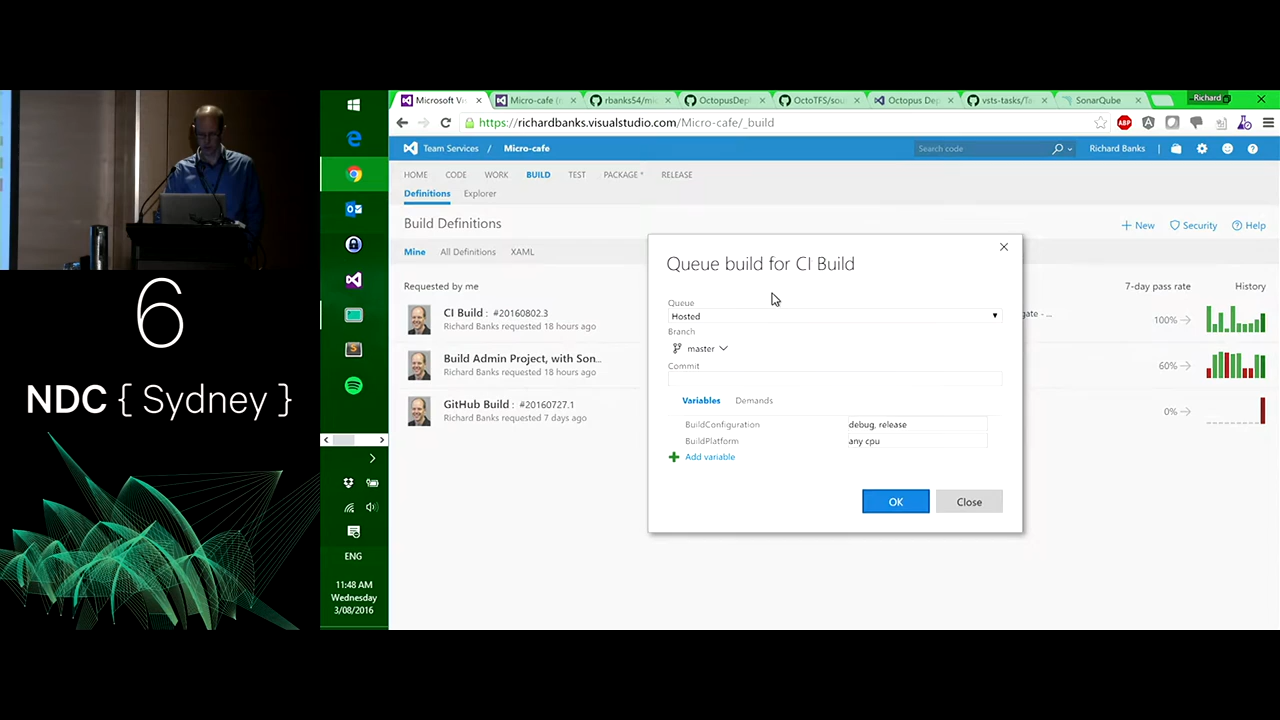 6
NDC { Sydney }
Microsoft Vi
Micro-cafe (
rbanks54/mic
OctopusDepl
OctoTFS/sou
Octopus Dep
vsts-tasks/Ta
SonarQube
Richard
https://richardbanks.visualstudio.com/Micro-cafe/_build
ABP
Team Services / Micro-cafe
Search code
Richard Banks
HOME CODE WORK BUILD TEST PACKAGE* RELEASE
Definitions Explorer
Build Definitions
+ New Security Help
Mine All Definitions XAML
Requested by me
7-day pass rate History
CI Build : #20160802.3
Richard Banks requested 18 hours ago
gate - ...
100%
Build Admin Project, with Son...
Richard Banks requested 18 hours ago
60%
GitHub Build : #20160727.1
Richard Banks requested 7 days ago
0%
Queue build for CI Build
Queue
Hosted
Branch
master
Commit
Variables Demands
BuildConfiguration debug, release
BuildPlatform any cpu
Add variable
OK Close
ENG
11:48 AM
Wednesday
3/08/2016